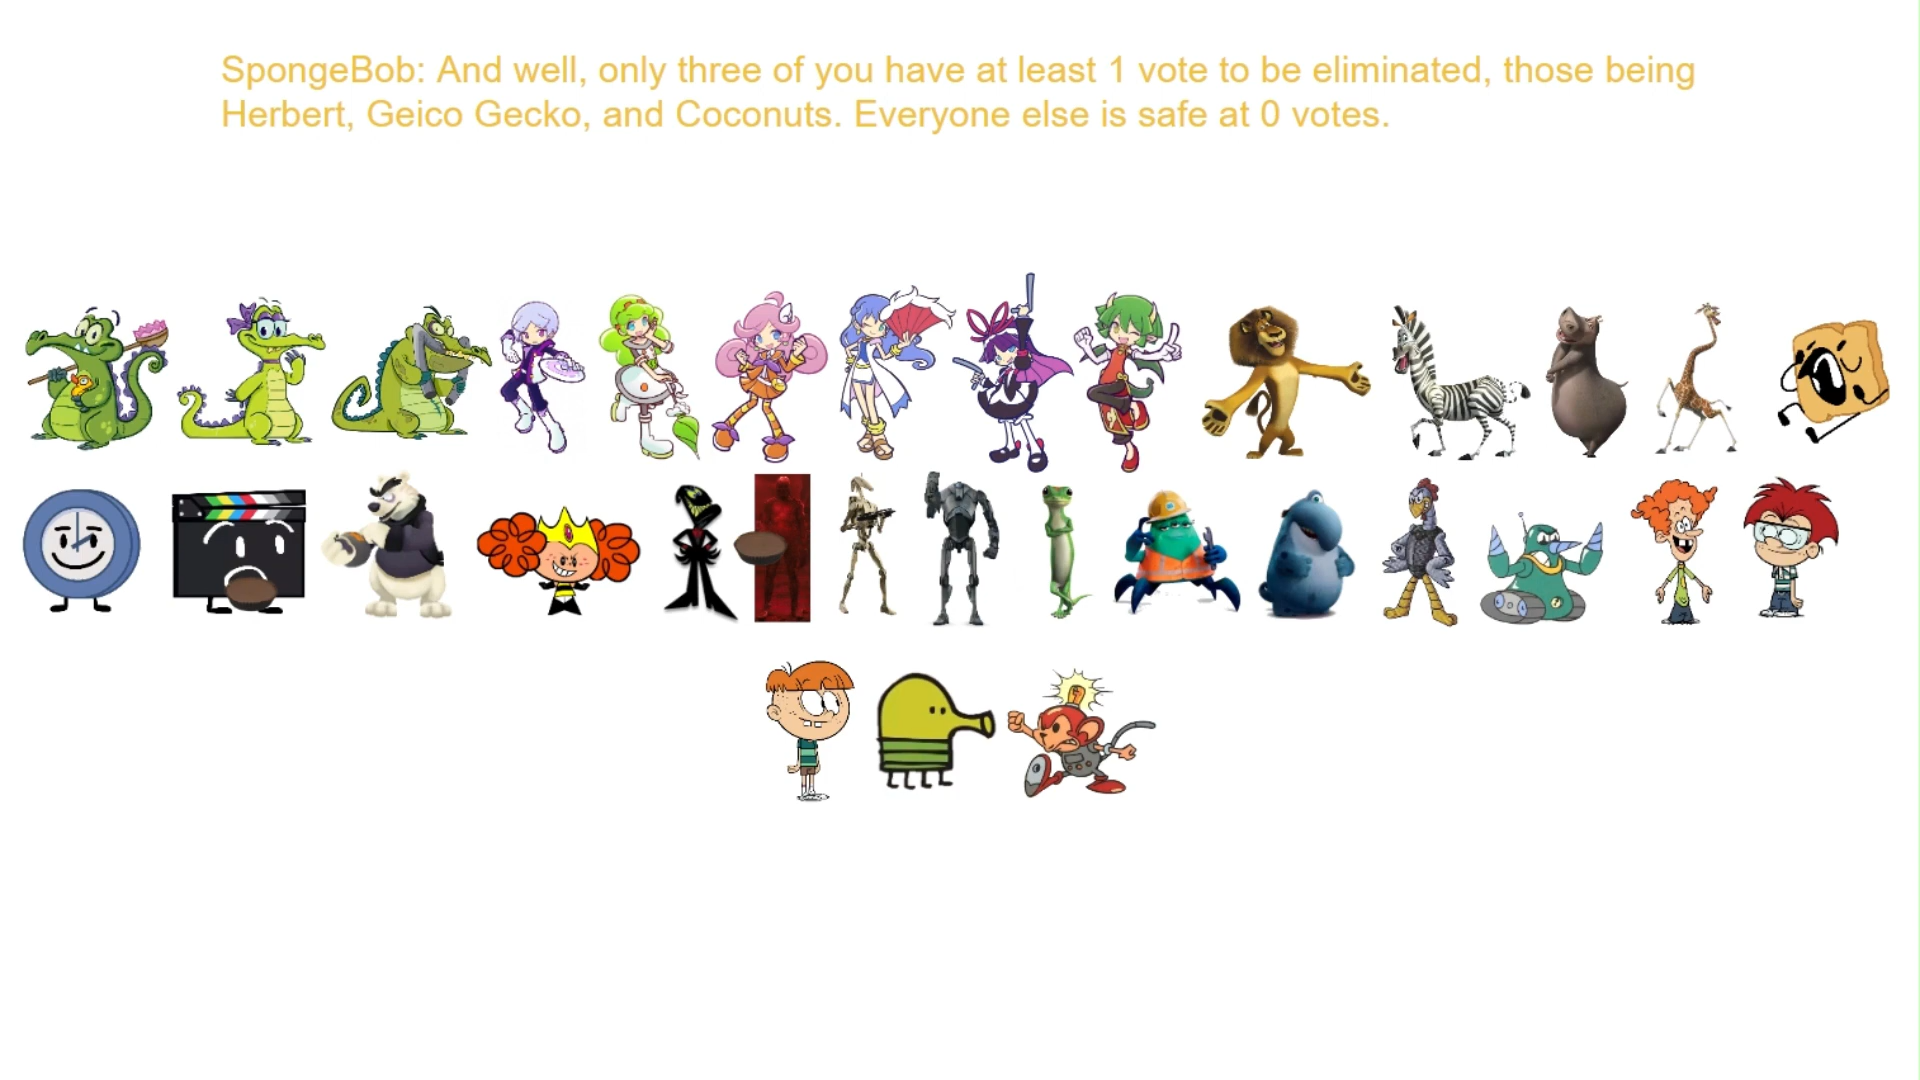 SpongeBob: And well, only three of you have at least 1 vote to be eliminated, those being
Herbert, Geico Gecko, and Coconuts. Everyone else is safe at 0 votes.